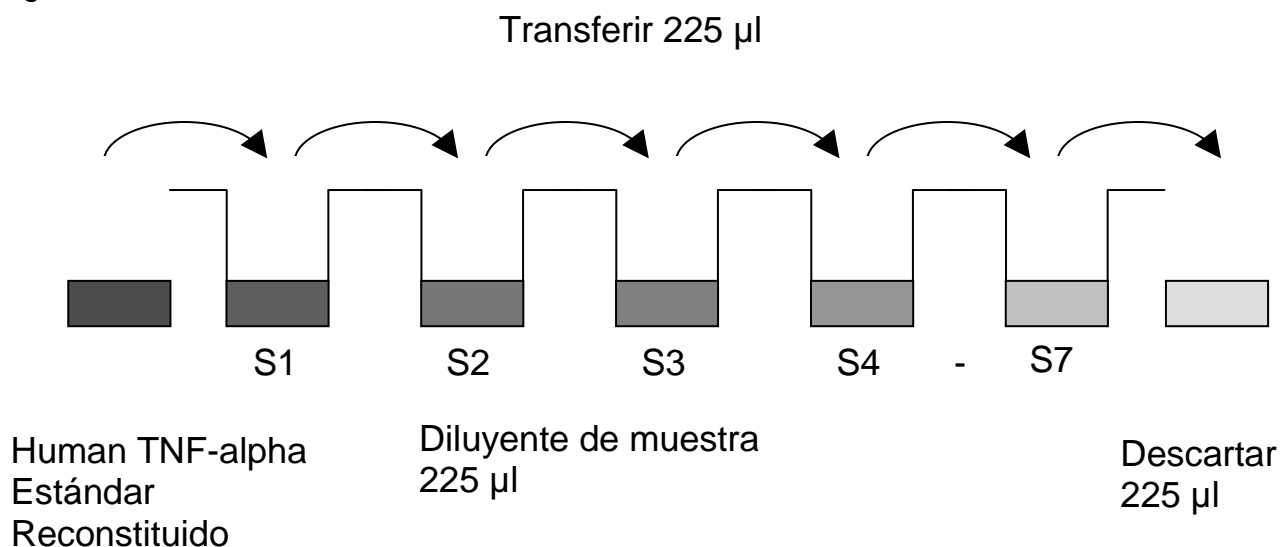 Transferir 225 µl
S1 S2 S3 S4 - S7
Human TNF-alpha
Estándar
Reconstituido
Diluyente de muestra
225 µl
Descartar
225 µl